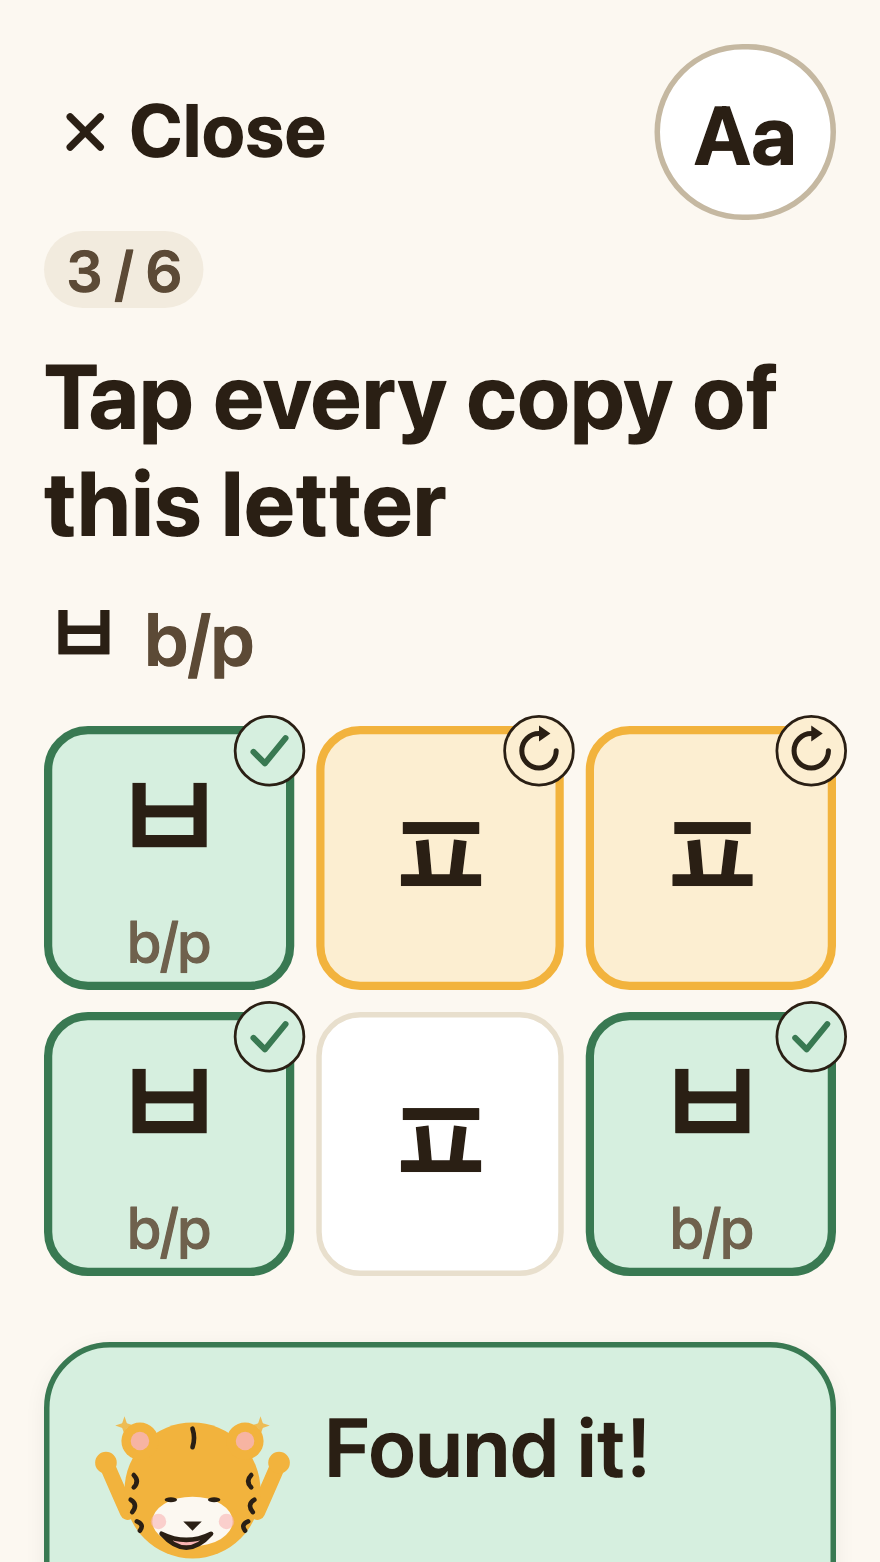 Close
Aa
3 / 6
Tap every copy of
this letter
ㅂ b/p
ㅂ ㅍ ㅍ
b/p
ㅂ ㅍ ㅂ
b/p b/p
Found it!